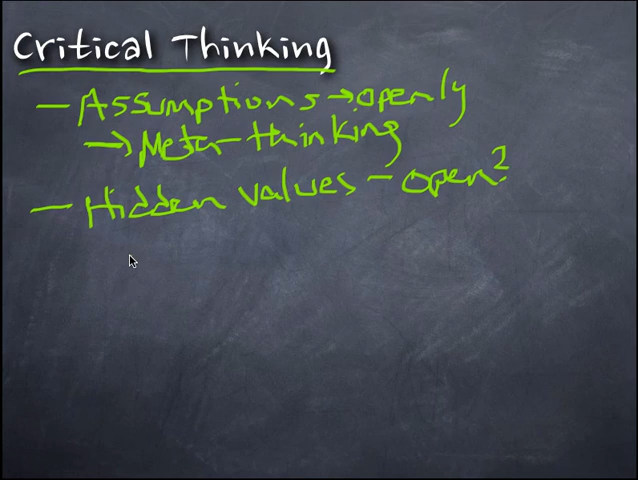 Critical Thinking
— Assumptions → openly
→ Meta-thinking
— Hidden values — open?